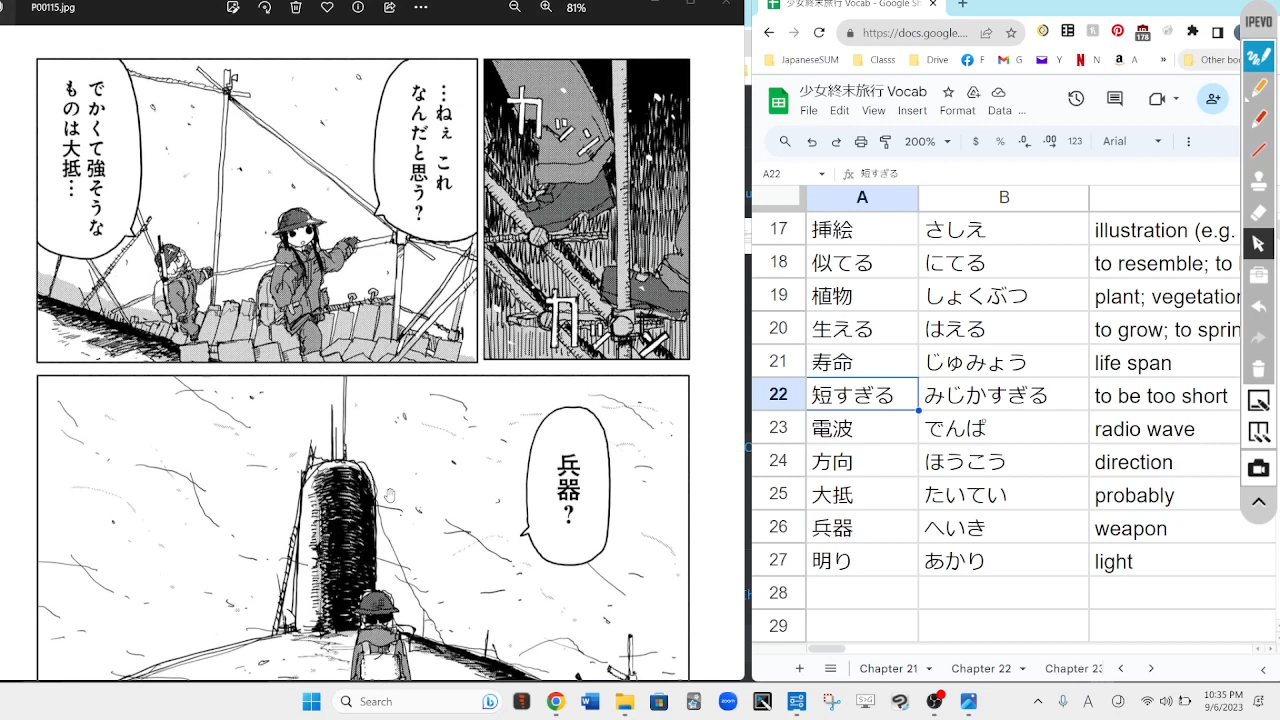 P00115.jpg
81%
カッン
…ねぇ これ
なんだと思う?
でかくて強そうな
ものは大抵…
カン
兵器?
少女終末旅行 Vocab - Google Sh
https://docs.google....
178
JapaneseSUM
Class
Drive
F
G
Y
N
A
»
Other boo
少女終末旅行 Vocab
File Edit View Insert Format Data ...
200% $ % .0 .00 123 Arial
A22 fx 短すぎる
A B
17 挿絵 さしえ illustration (e.g.
18 似てる にてる to resemble; to
19 植物 しょくぶつ plant; vegetation
20 生える はえる to grow; to sprin
21 寿命 じゅみょう life span
22 短すぎる みじかすぎる to be too short
23 電波 でんぱ radio wave
24 方向 ほうこう direction
25 大抵 たいてい probably
26 兵器 へいき weapon
27 明り あかり light
28
29
Chapter 21 Chapter 22 Chapter 23
IPEVO
Search
zoom
A
10:35 PM
9/6/2023